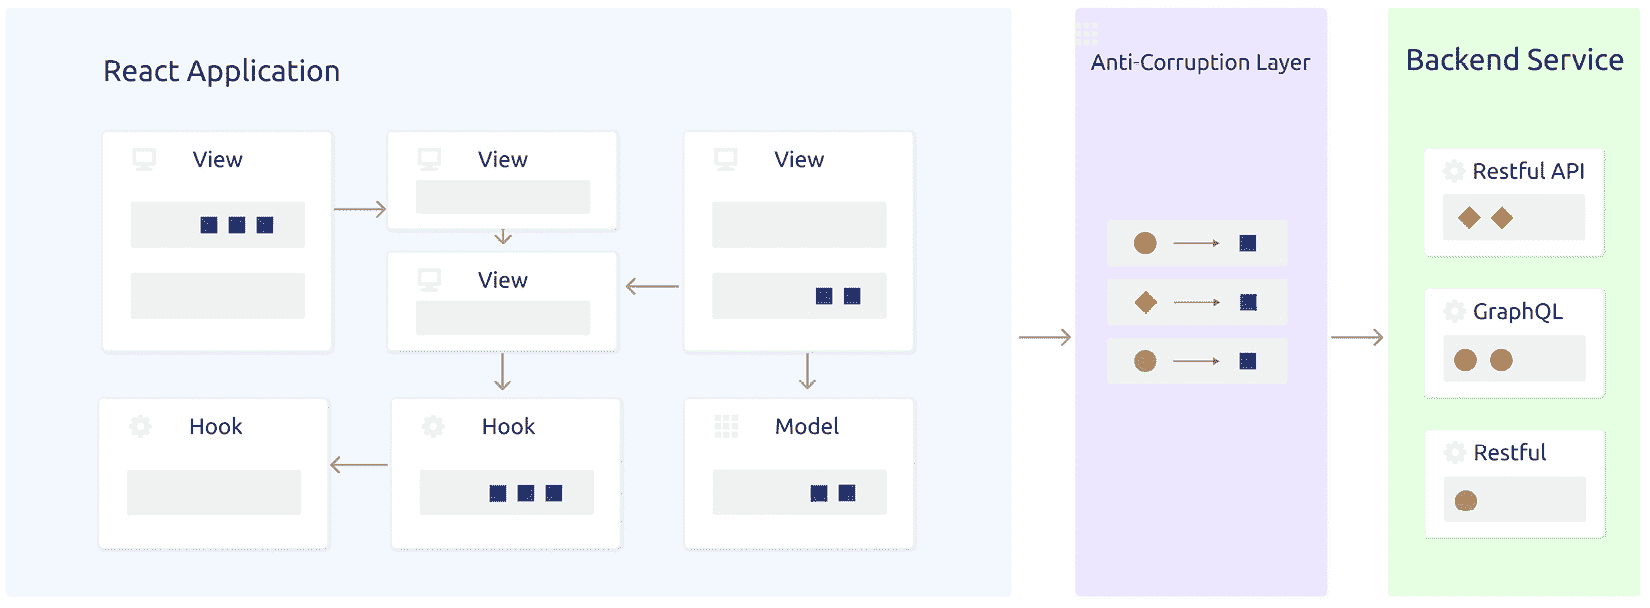 React Application
View
View
View
View
Hook
Hook
Model
Anti-Corruption Layer
Backend Service
Restful API
GraphQL
Restful